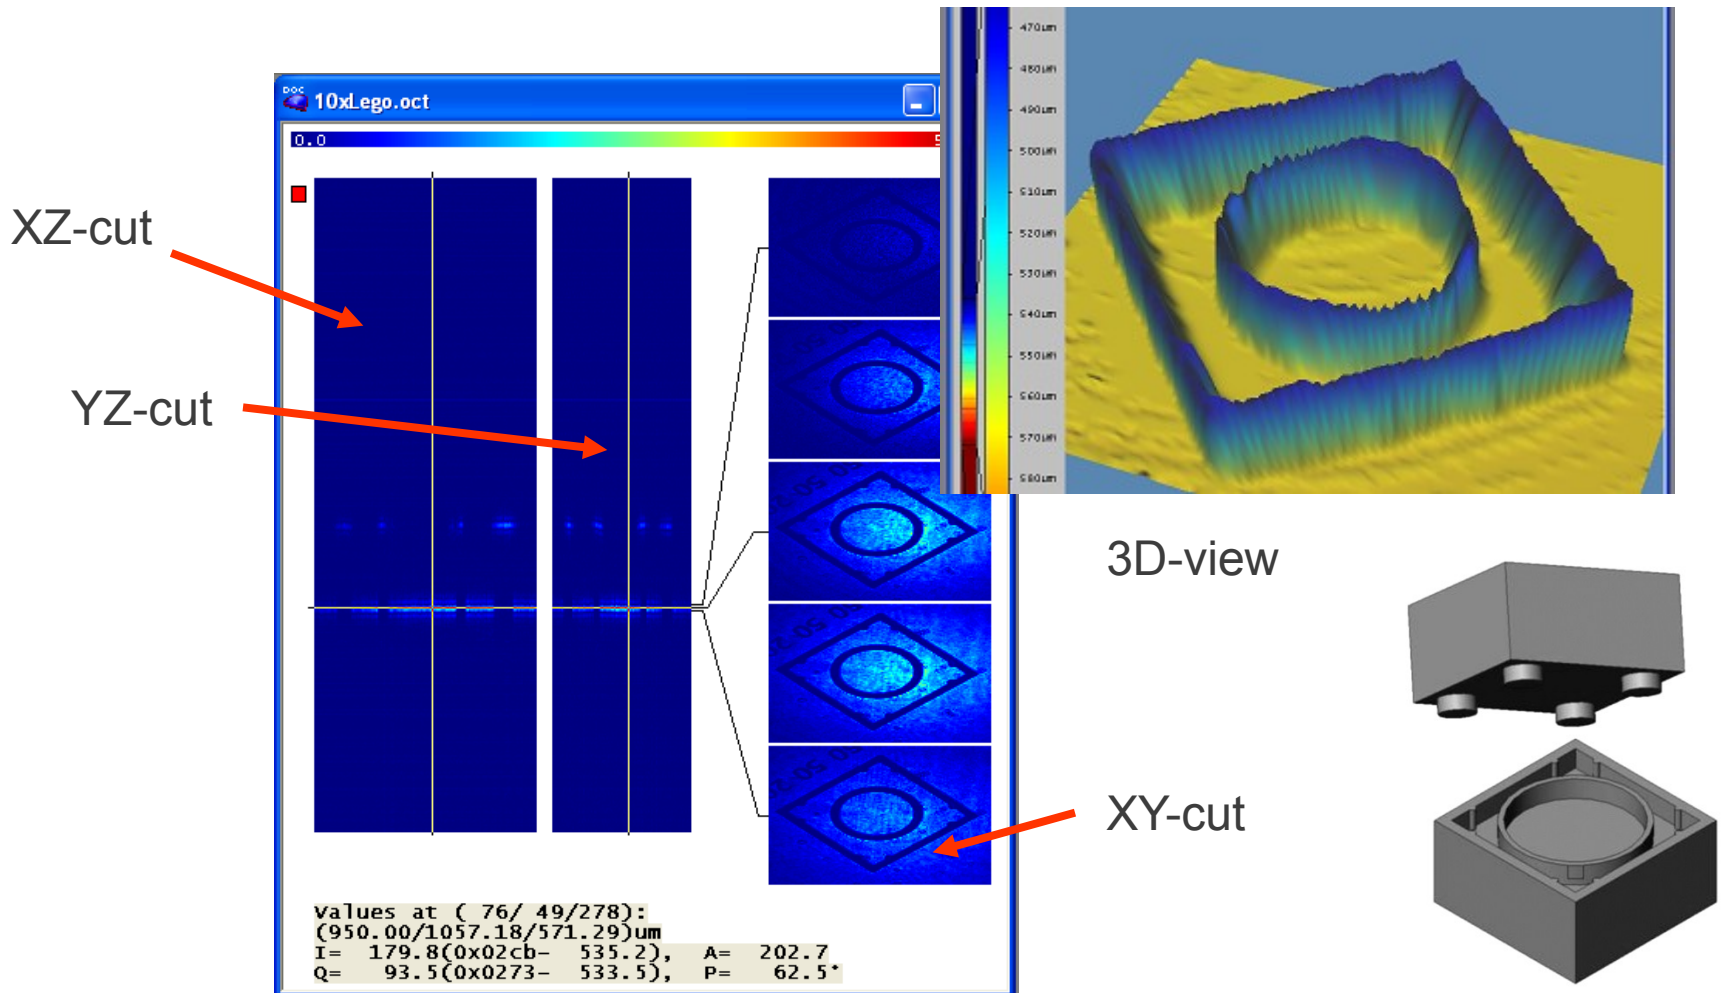 DOC
10xLego.oct
0.0
470um
480um
490um
500um
510um
520um
530um
540um
550um
560um
570um
580um
XZ-cut
YZ-cut
3D-view
XY-cut
Values at ( 76/ 49/278):
(950.00/1057.18/571.29)um
I= 179.8(0x02cb- 535.2), A= 202.7
Q= 93.5(0x0273- 533.5), P= 62.5°